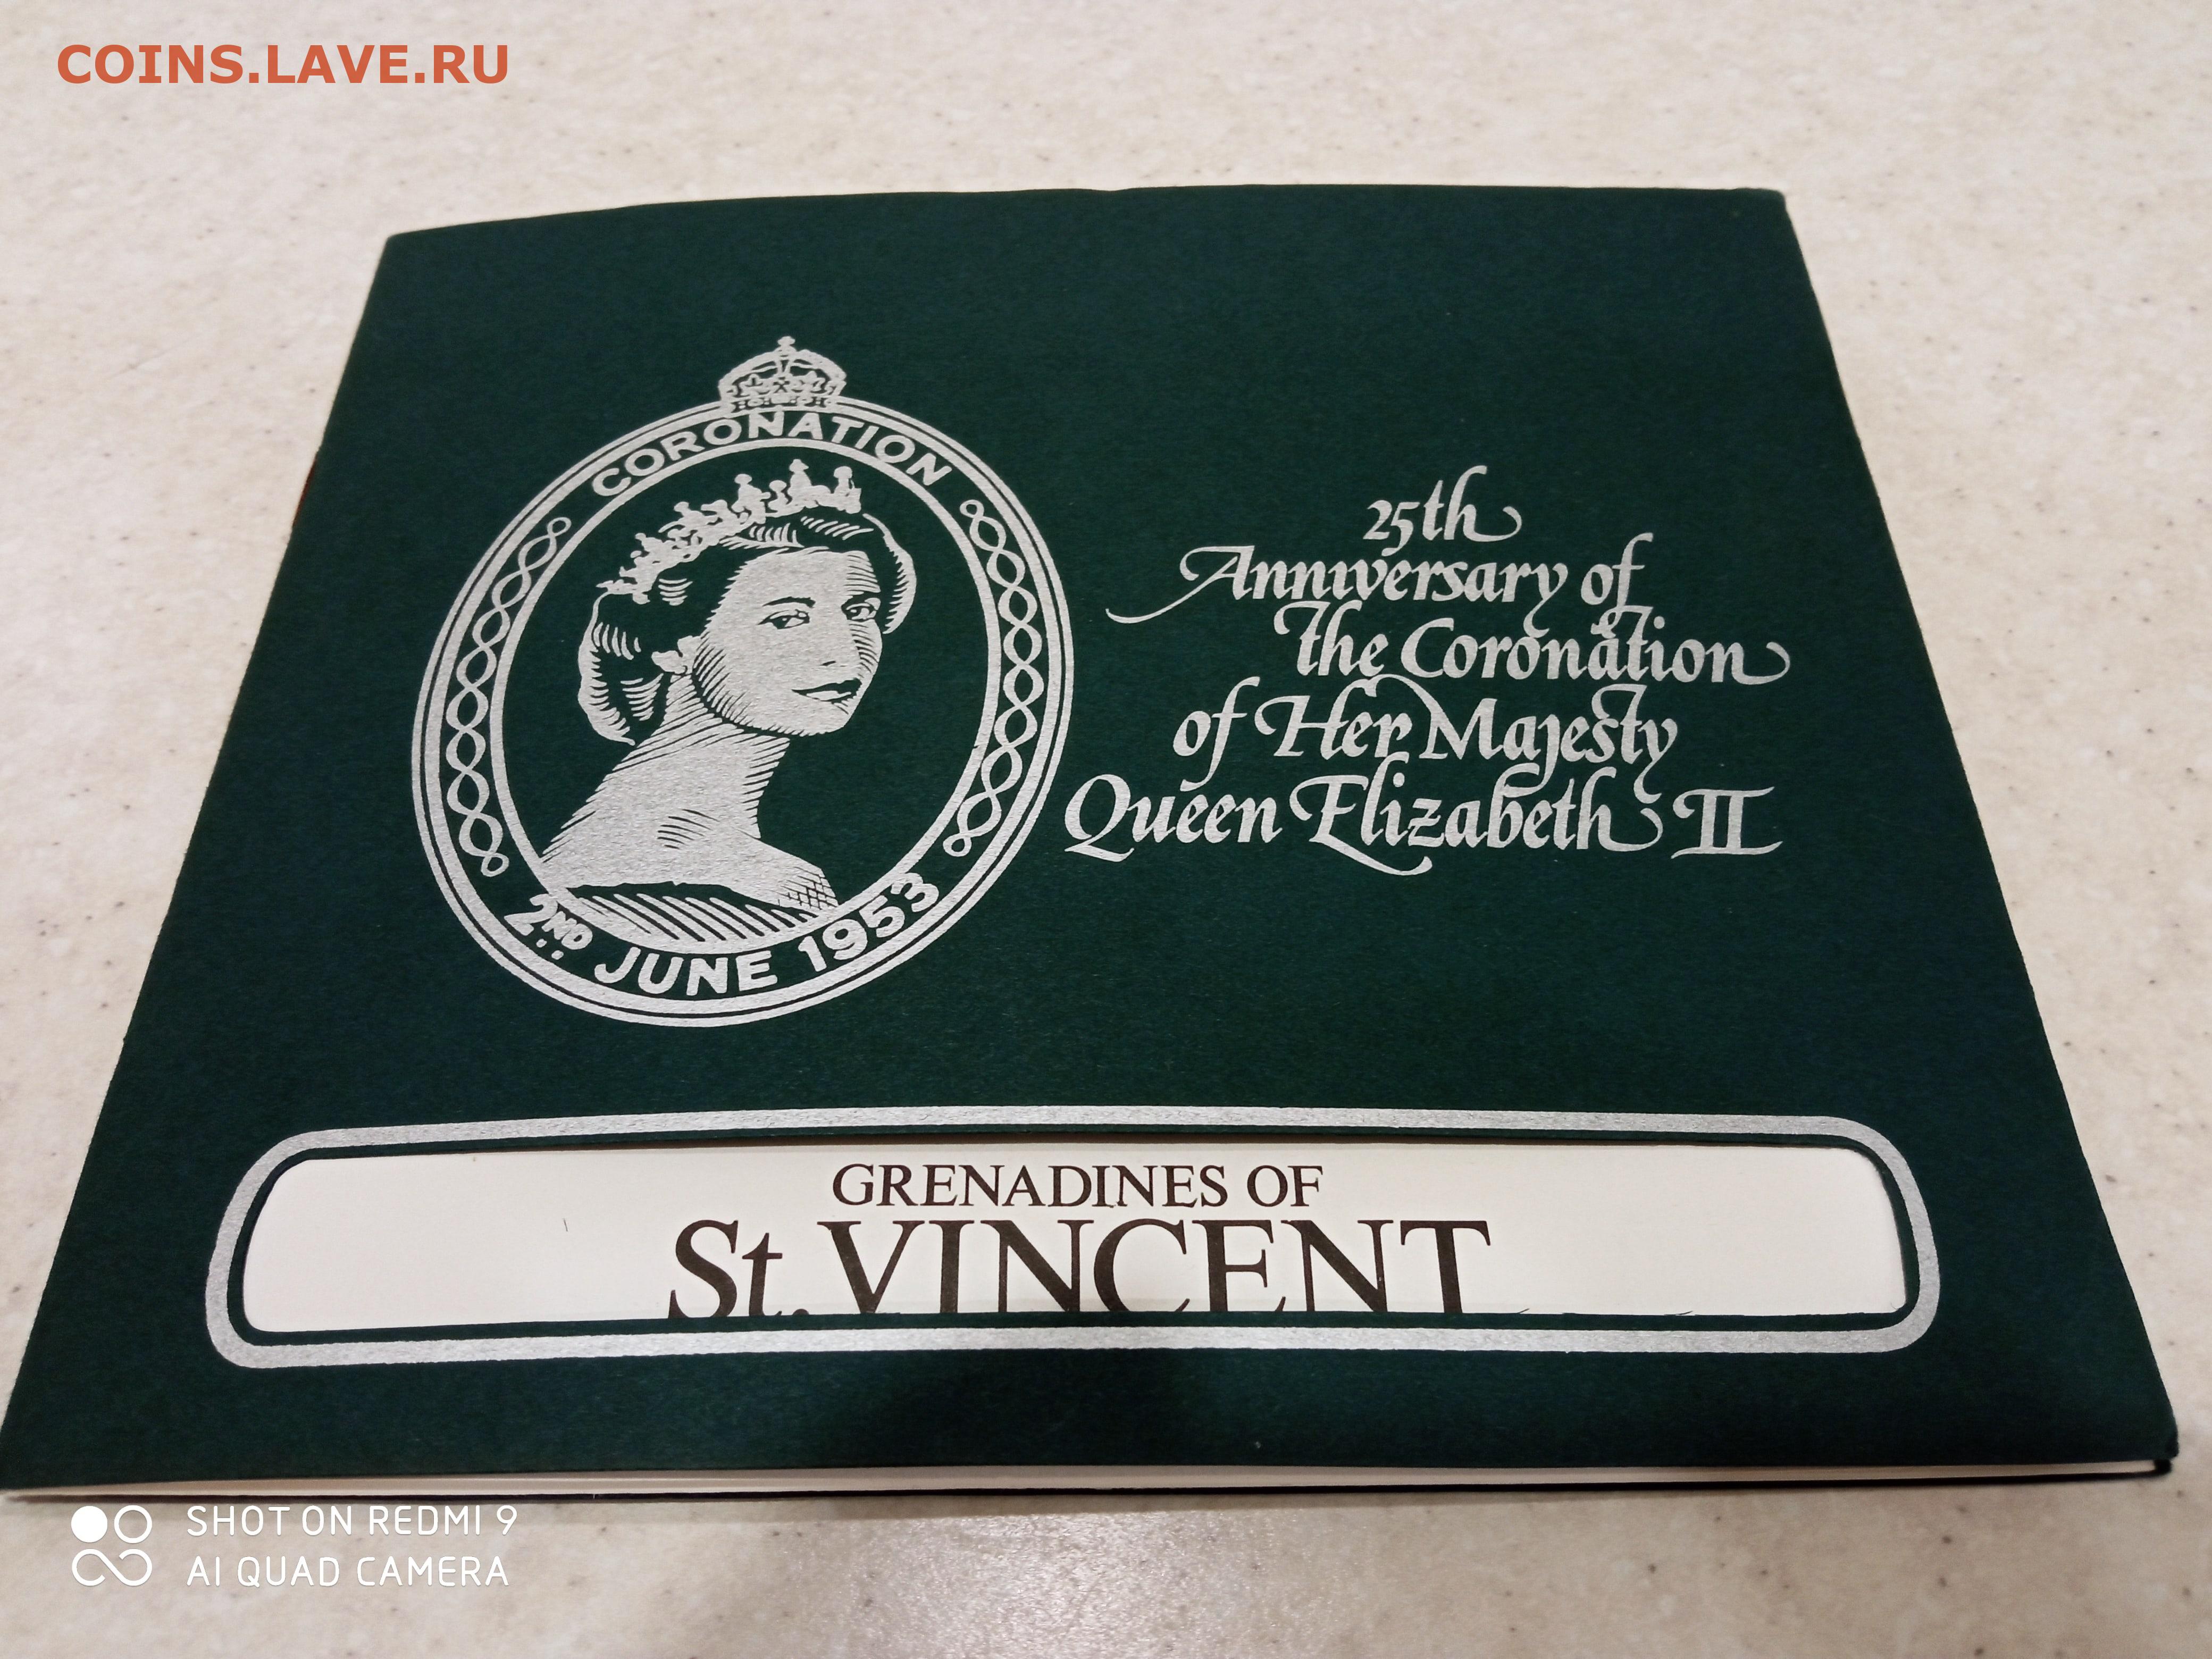 COINS.LAVE.RU
CORONATION
2ND JUNE 1953
25th
Anniversary of
the Coronation
of Her Majesty
Queen Elizabeth II
GRENADINES OF
St. VINCENT
SHOT ON REDMI 9
AI QUAD CAMERA